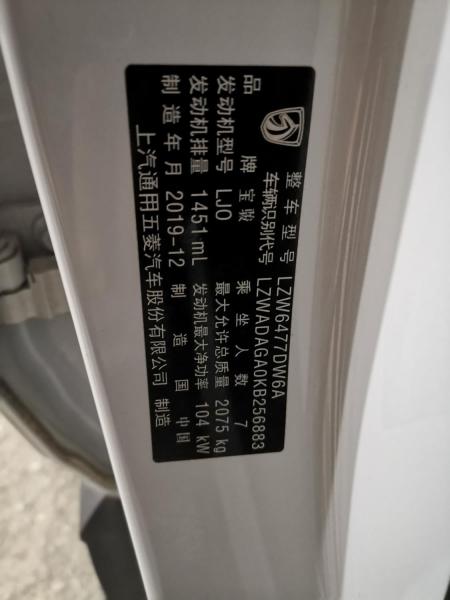 整车型号 LZW6477DW6A
车辆识别代号 LZWADAGA0KB256883
品牌 宝骏 乘坐人数 7
发动机型号 LJO 最大允许总质量 2075 kg
发动机排量 1451 mL 发动机最大净功率 104 kW
制造年月 2019-12 制造国 中国
上汽通用五菱汽车股份有限公司 制造